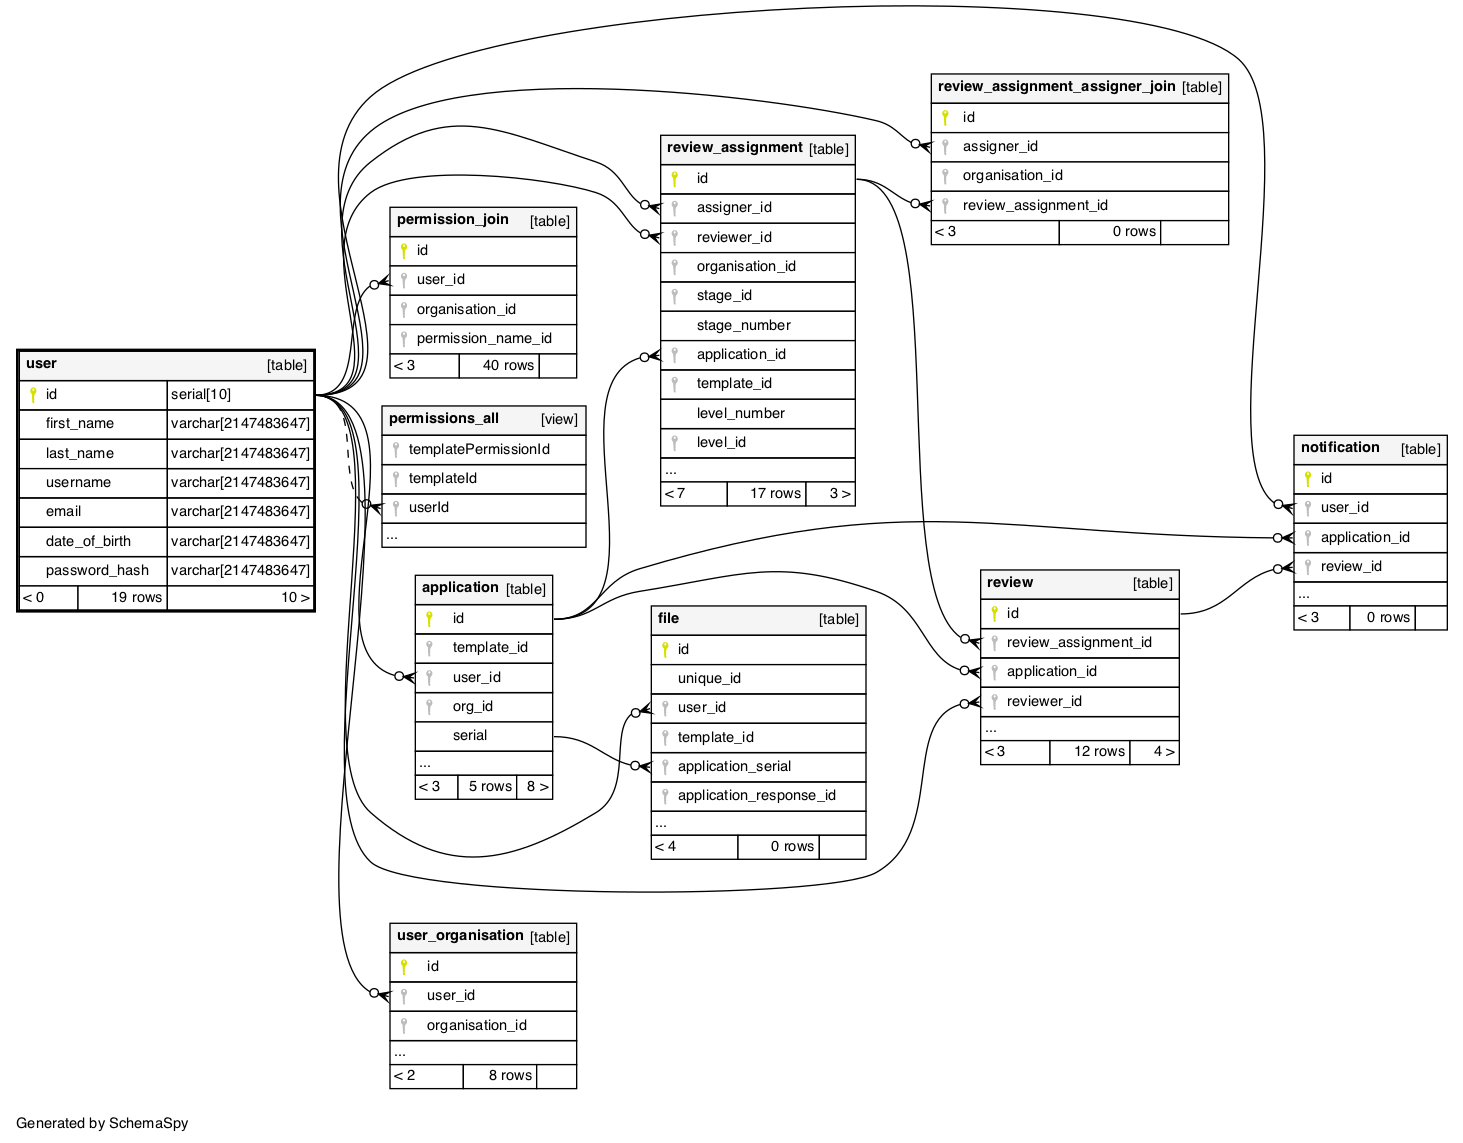 user [table]
id serial[10]
first_name varchar[2147483647]
last_name varchar[2147483647]
username varchar[2147483647]
email varchar[2147483647]
date_of_birth varchar[2147483647]
password_hash varchar[2147483647]
< 0 19 rows 10 >
permission_join [table]
id
user_id
organisation_id
permission_name_id
< 3 40 rows
permissions_all [view]
templatePermissionId
templateId
userId
...
application [table]
id
template_id
user_id
org_id
serial
...
< 3 5 rows 8 >
user_organisation [table]
id
user_id
organisation_id
...
< 2 8 rows
review_assignment [table]
id
assigner_id
reviewer_id
organisation_id
stage_id
stage_number
application_id
template_id
level_number
level_id
...
< 7 17 rows 3 >
file [table]
id
unique_id
user_id
template_id
application_serial
application_response_id
...
< 4 0 rows
review_assignment_assigner_join [table]
id
assigner_id
organisation_id
review_assignment_id
< 3 0 rows
review [table]
id
review_assignment_id
application_id
reviewer_id
...
< 3 12 rows 4 >
notification [table]
id
user_id
application_id
review_id
...
< 3 0 rows
Generated by SchemaSpy